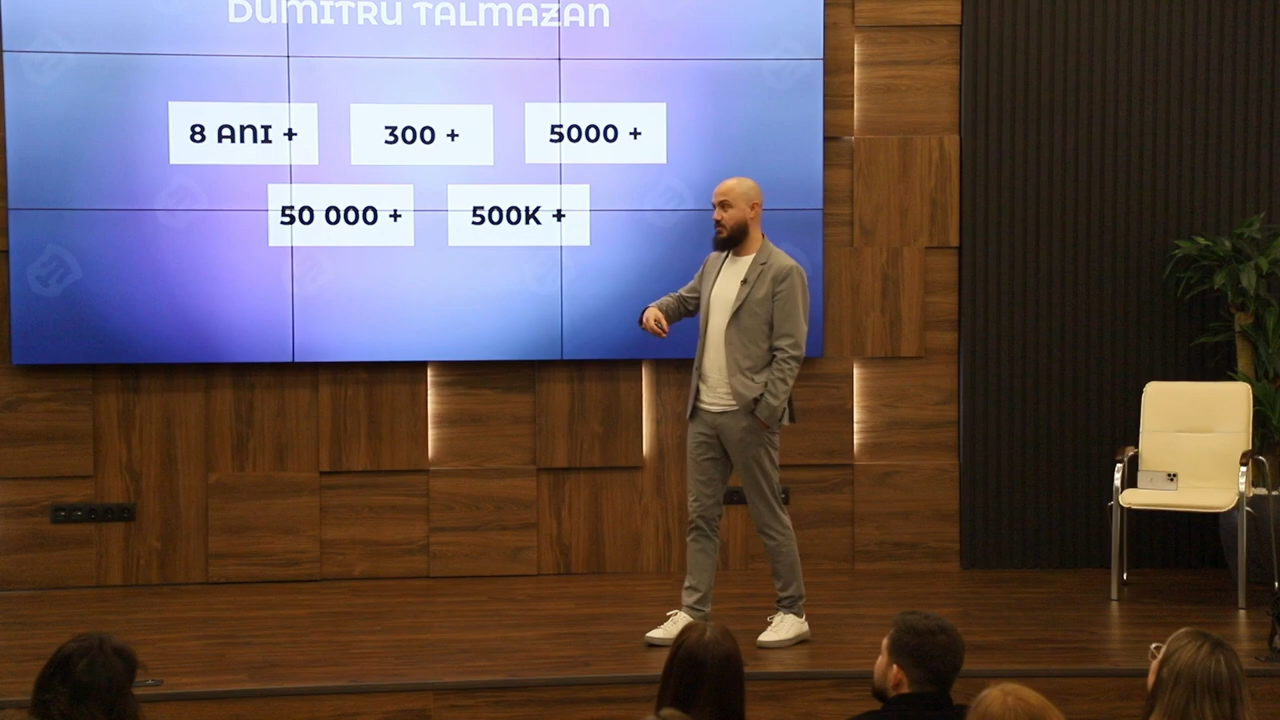 DUMITRU TALMAZAN
8 ANI + 300 + 5000 +
50 000 + 500K +